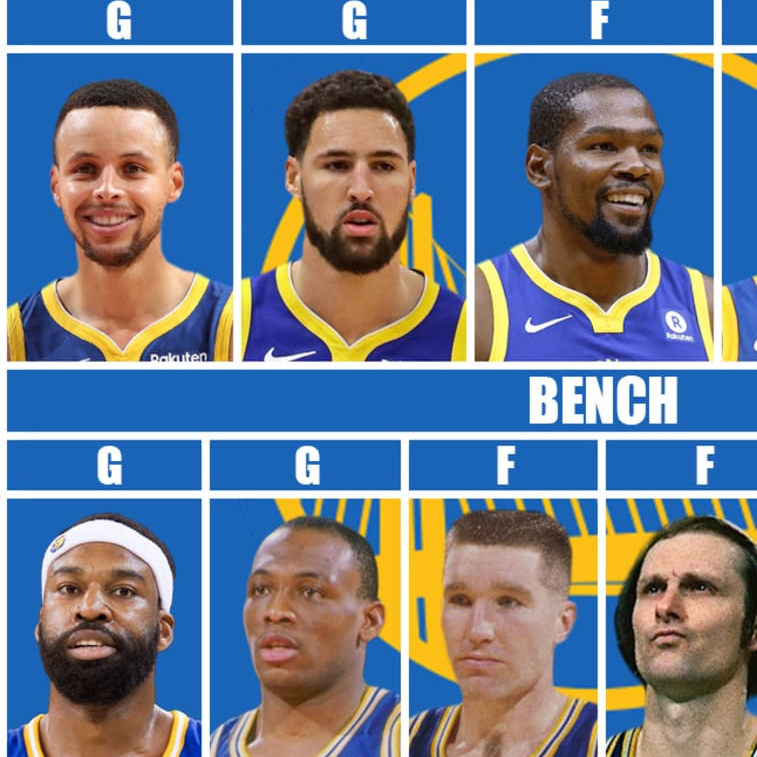 G G F
Rakuten
R
Rakuten
BENCH
G G F F